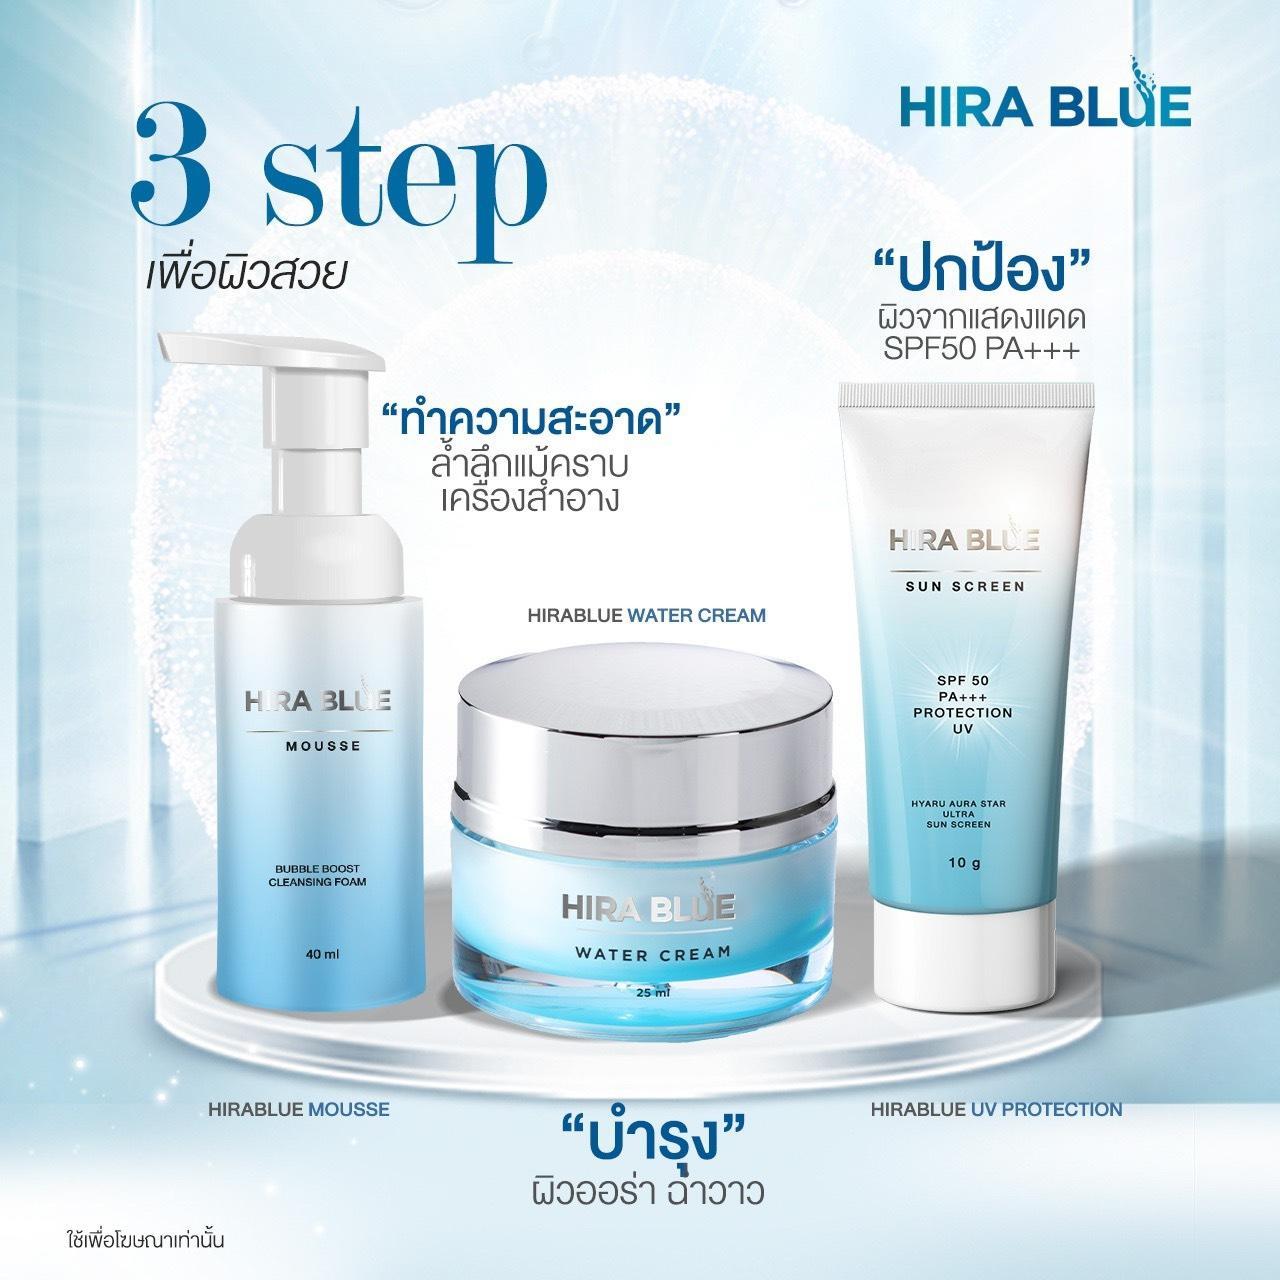 HIRA BLUE
3 step
เพื่อผิวสวย
“ปกป้อง”
ผิวจากแสดงแดด
SPF50 PA+++
“ทำความสะอาด”
ล้ำลึกแม้คราบ
เครื่องสำอาง
HIRABLUE WATER CREAM
HIRA BLUE
MOUSSE
BUBBLE BOOST
CLEANSING FOAM
40 ml
HIRA BLUE
WATER CREAM
25 ml
HIRA BLUE
SUN SCREEN
SPF 50
PA+++
PROTECTION
UV
HYARU AURA STAR
ULTRA
SUN SCREEN
10 g
HIRABLUE MOUSSE
“บำรุง”
ผิวออร่า ฉ่ำวาว
HIRABLUE UV PROTECTION
ใช้เพื่อโฆษณาเท่านั้น